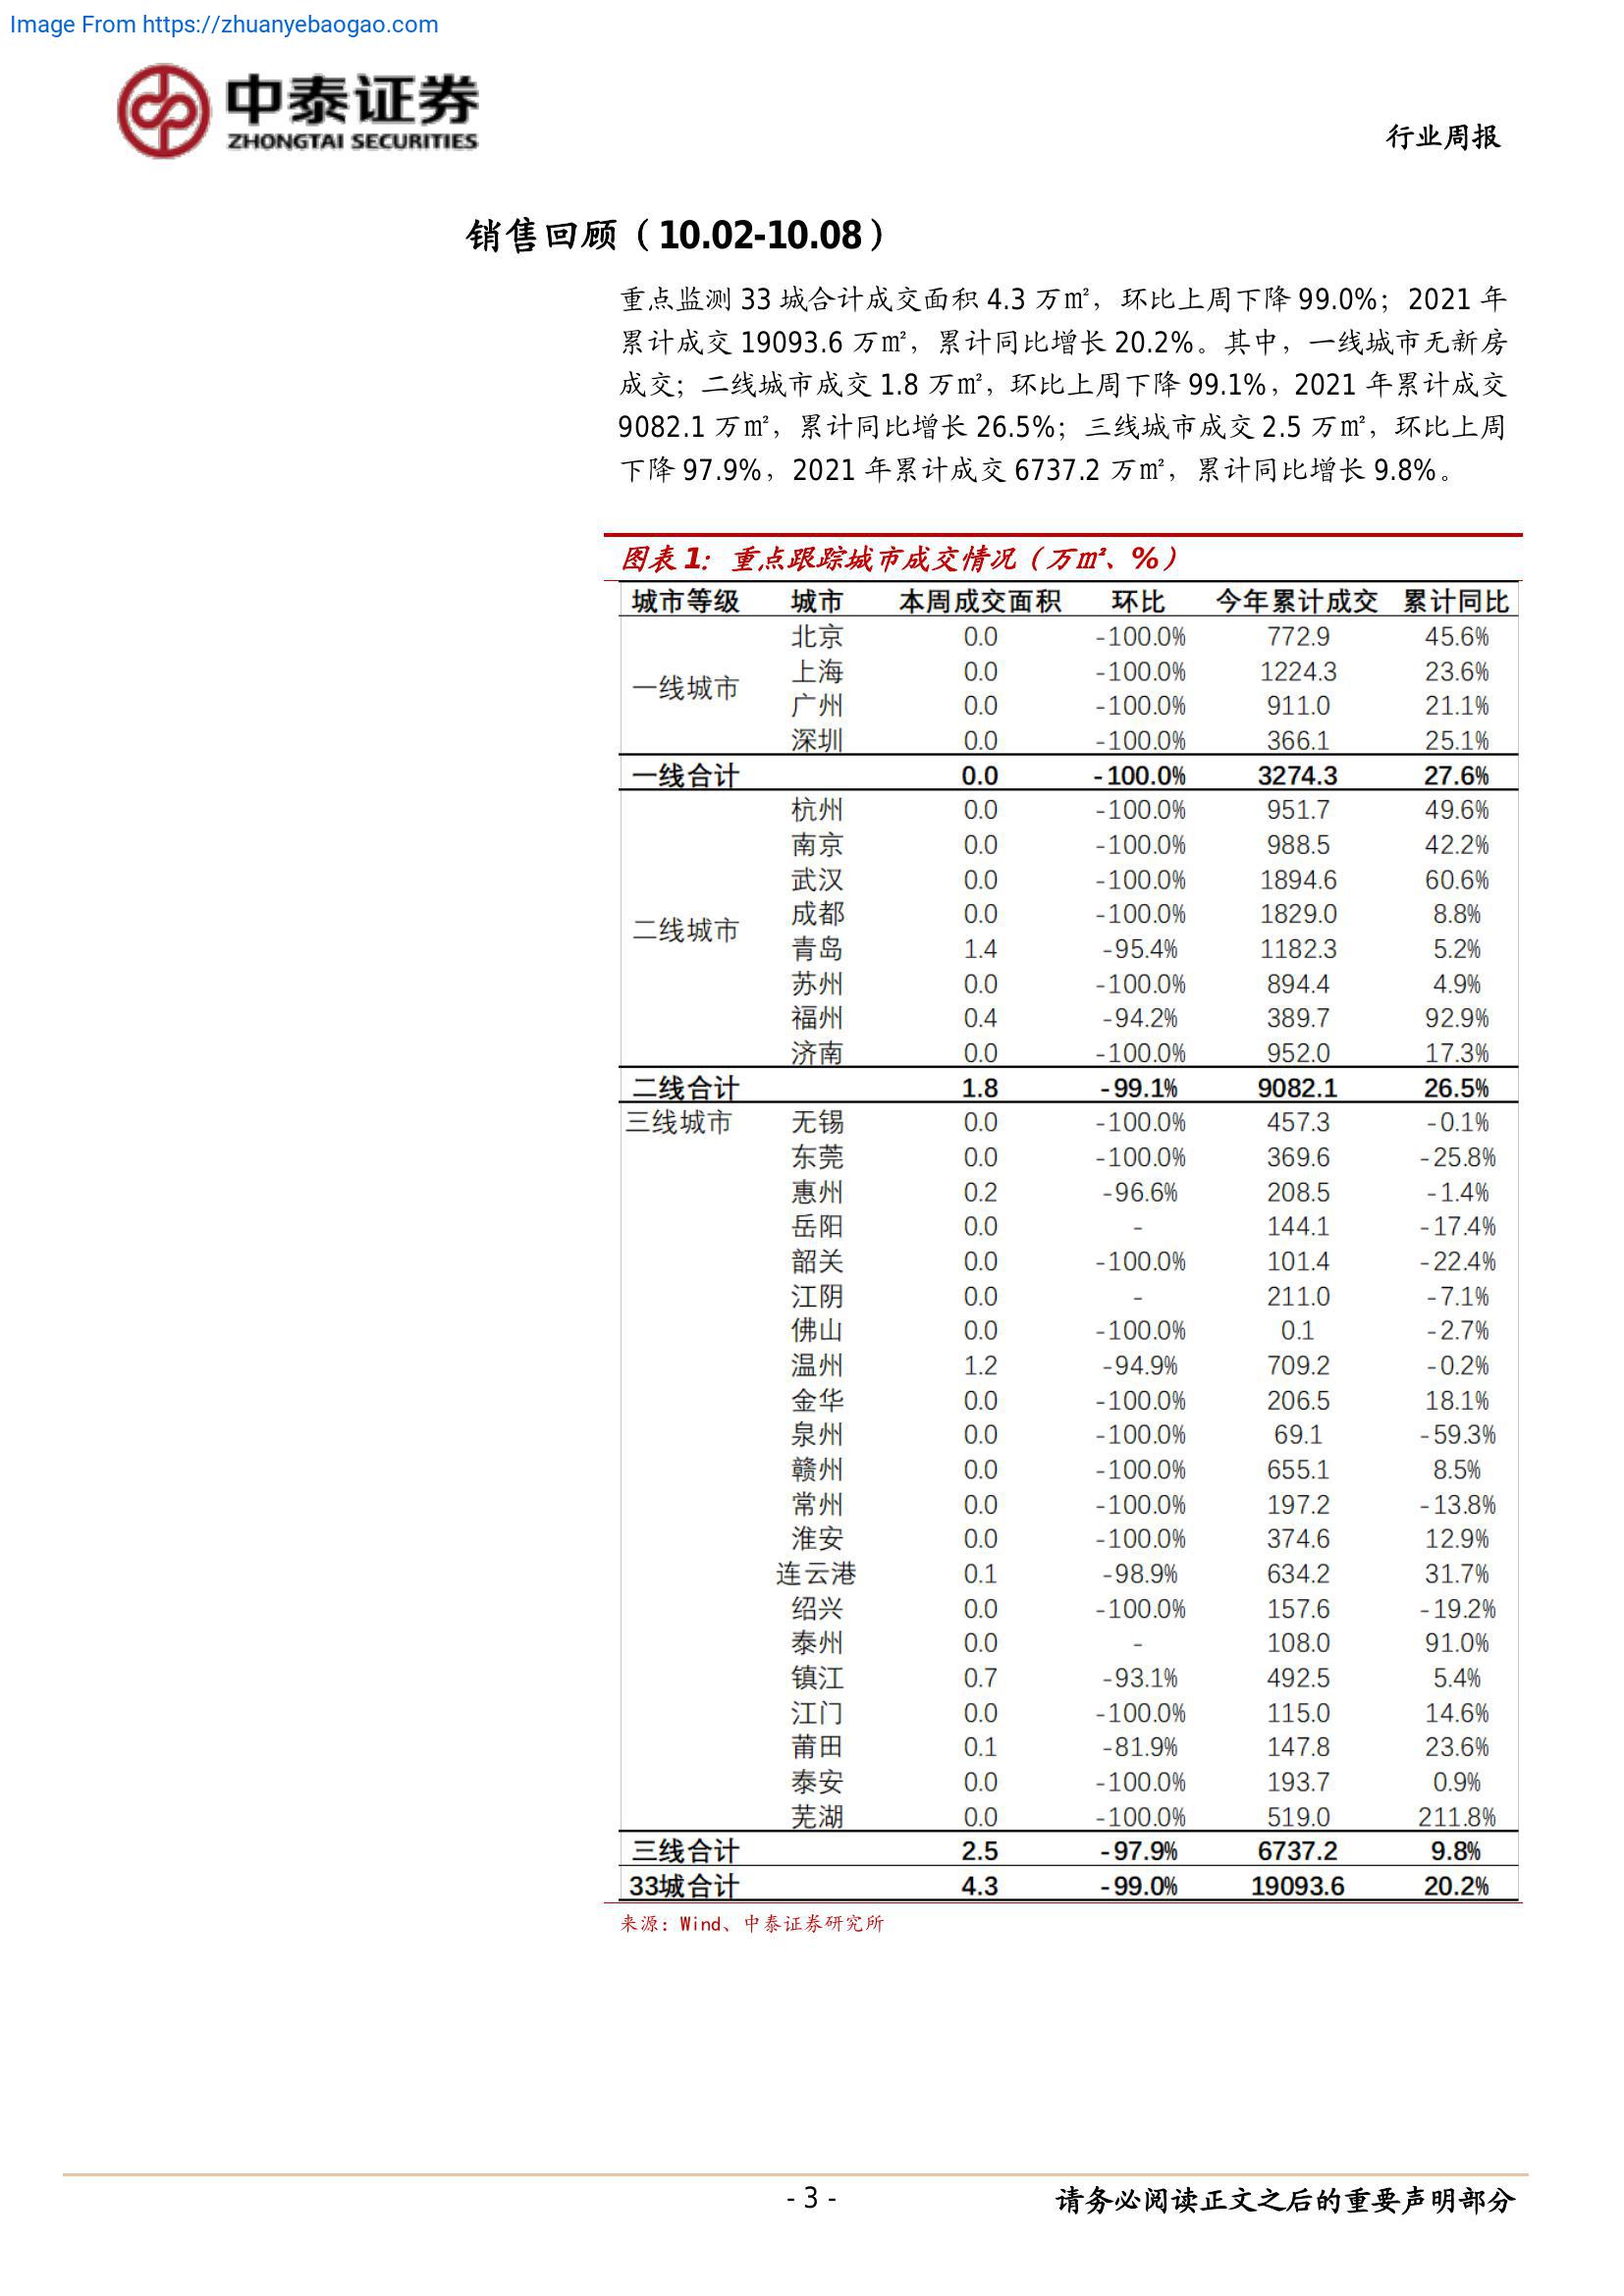 Image From https://zhuanyebaogao.com
中泰证券
ZHONGTAI SECURITIES
行业周报
销售回顾（10.02-10.08）
重点监测 33 城合计成交面积 4.3 万㎡，环比上周下降 99.0%；2021 年
累计成交 19093.6 万㎡，累计同比增长 20.2%。其中，一线城市无新房
成交；二线城市成交 1.8 万㎡，环比上周下降 99.1%，2021 年累计成交
9082.1 万㎡，累计同比增长 26.5%；三线城市成交 2.5 万㎡，环比上周
下降 97.9%，2021 年累计成交 6737.2 万㎡，累计同比增长 9.8%。
图表 1：重点跟踪城市成交情况（万㎡、%）
城市等级 城市 本周成交面积 环比 今年累计成交 累计同比
北京 0.0 -100.0% 772.9 45.6%
上海 0.0 -100.0% 1224.3 23.6%
一线城市
广州 0.0 -100.0% 911.0 21.1%
深圳 0.0 -100.0% 366.1 25.1%
一线合计 0.0 -100.0% 3274.3 27.6%
杭州 0.0 -100.0% 951.7 49.6%
南京 0.0 -100.0% 988.5 42.2%
武汉 0.0 -100.0% 1894.6 60.6%
成都 0.0 -100.0% 1829.0 8.8%
二线城市
青岛 1.4 -95.4% 1182.3 5.2%
苏州 0.0 -100.0% 894.4 4.9%
福州 0.4 -94.2% 389.7 92.9%
济南 0.0 -100.0% 952.0 17.3%
二线合计 1.8 -99.1% 9082.1 26.5%
三线城市 无锡 0.0 -100.0% 457.3 -0.1%
东莞 0.0 -100.0% 369.6 -25.8%
惠州 0.2 -96.6% 208.5 -1.4%
岳阳 0.0 - 144.1 -17.4%
韶关 0.0 -100.0% 101.4 -22.4%
江阴 0.0 - 211.0 -7.1%
佛山 0.0 -100.0% 0.1 -2.7%
温州 1.2 -94.9% 709.2 -0.2%
金华 0.0 -100.0% 206.5 18.1%
泉州 0.0 -100.0% 69.1 -59.3%
赣州 0.0 -100.0% 655.1 8.5%
常州 0.0 -100.0% 197.2 -13.8%
淮安 0.0 -100.0% 374.6 12.9%
连云港 0.1 -98.9% 634.2 31.7%
绍兴 0.0 -100.0% 157.6 -19.2%
泰州 0.0 - 108.0 91.0%
镇江 0.7 -93.1% 492.5 5.4%
江门 0.0 -100.0% 115.0 14.6%
莆田 0.1 -81.9% 147.8 23.6%
泰安 0.0 -100.0% 193.7 0.9%
芜湖 0.0 -100.0% 519.0 211.8%
三线合计 2.5 -97.9% 6737.2 9.8%
33城合计 4.3 -99.0% 19093.6 20.2%
来源：Wind、中泰证券研究所
- 3 -
请务必阅读正文之后的重要声明部分